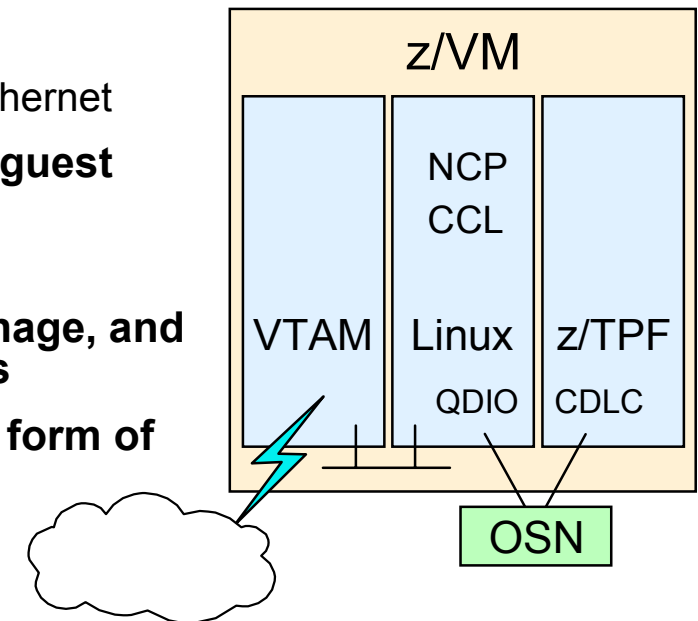 z/VM
hernet
guest
NCP
CCL
nage, and
s
form of
VTAM
Linux
z/TPF
QDIO
CDLC
OSN